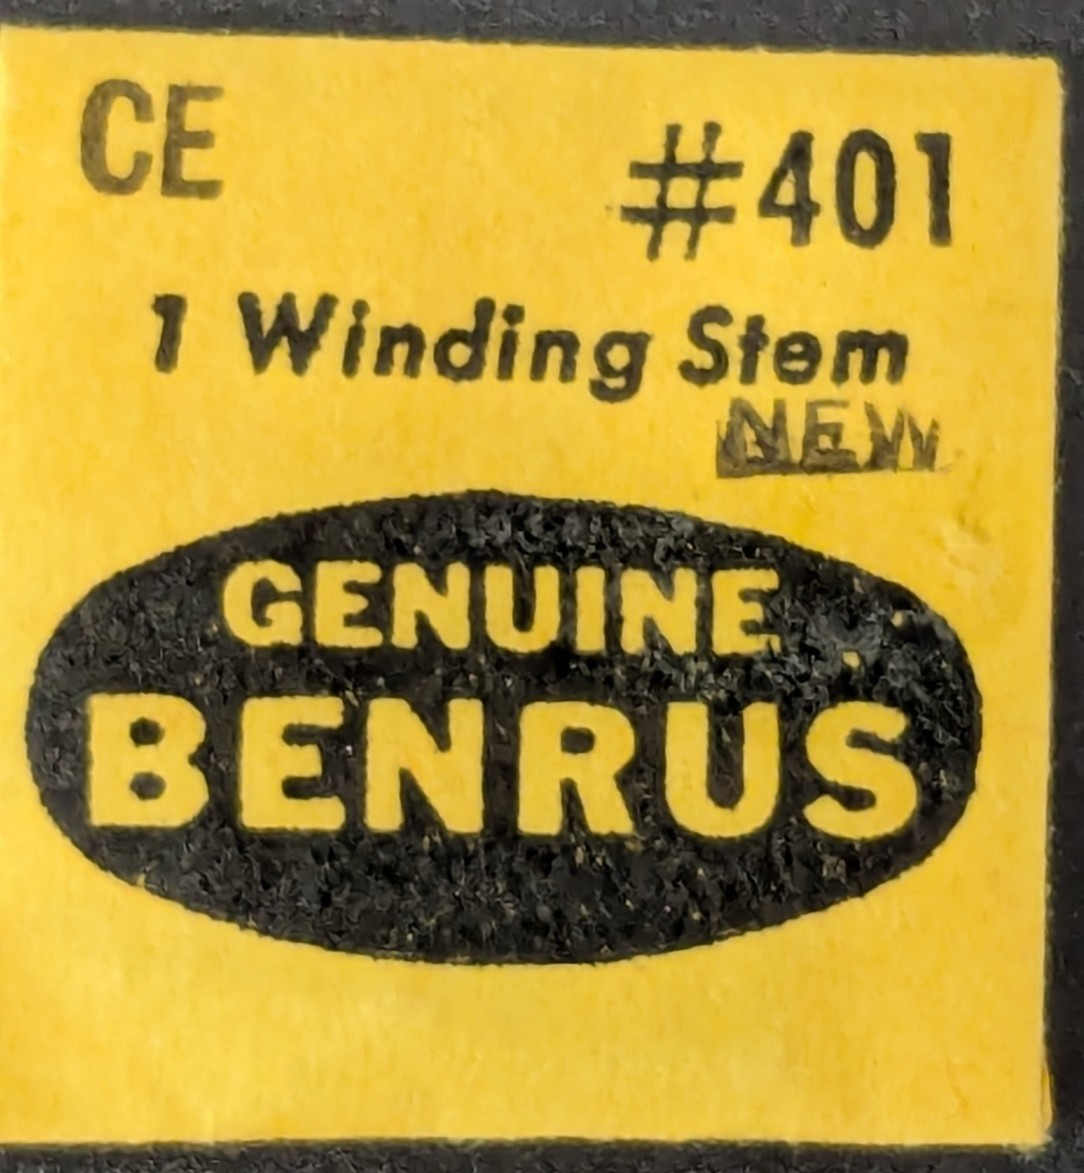 CE
#401
1 Winding Stem
NEW
GENUINE
BENRUS